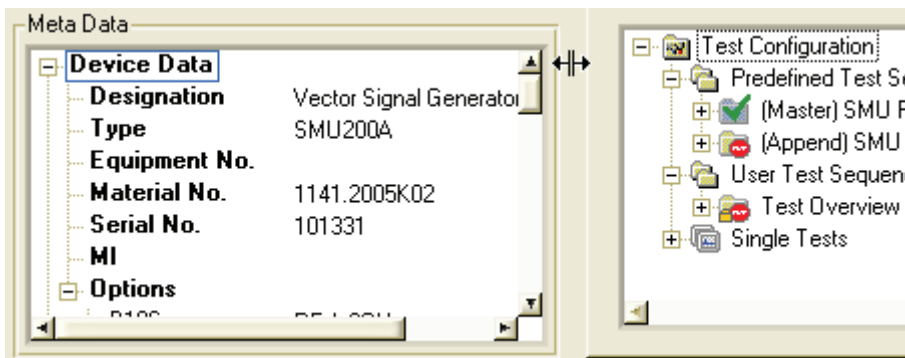 Meta Data
Device Data
Designation Vector Signal Generator
Type SMU200A
Equipment No.
Material No. 1141.2005K02
Serial No. 101331
MI
Options
Test Configuration
Predefined Test Se
(Master) SMU
(Append) SMU
User Test Sequenc
Test Overview
Single Tests